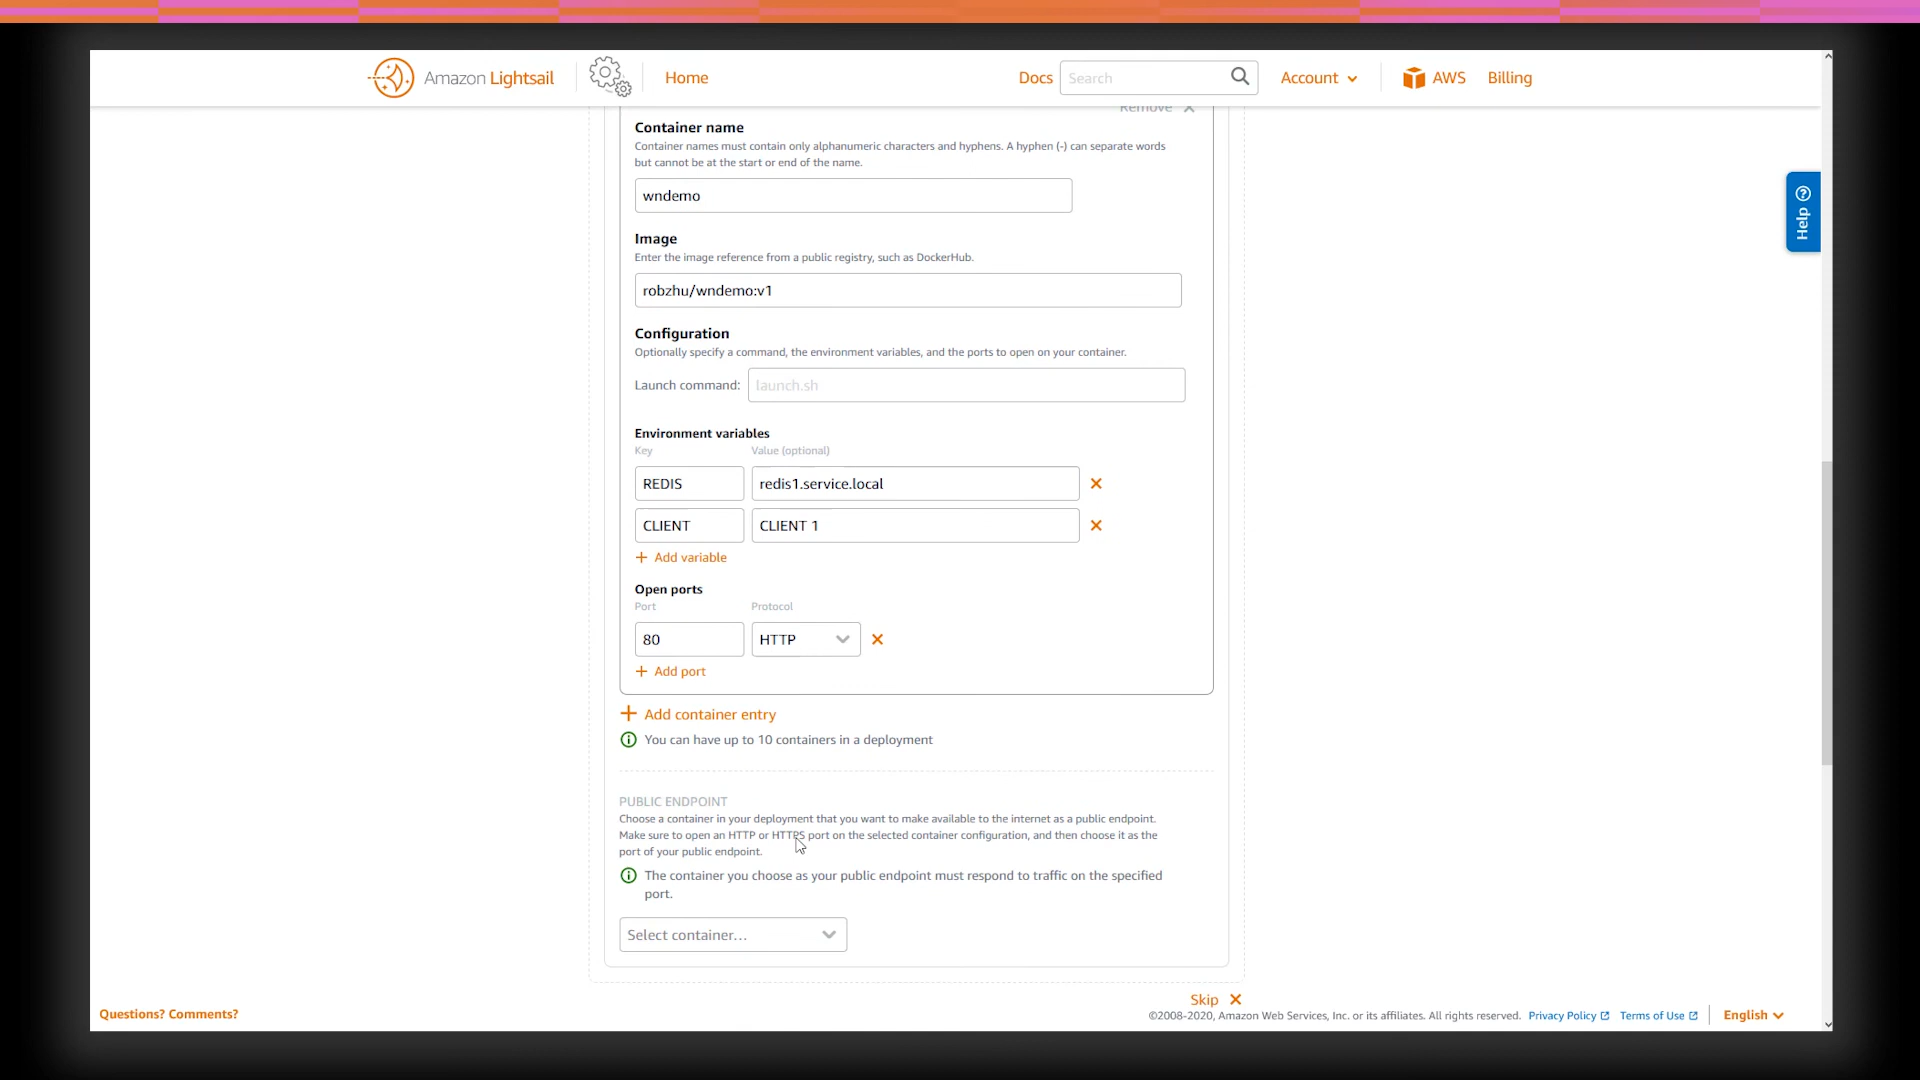 Amazon Lightsail
Home
Docs
Search
Account
AWS
Billing
Remove
Container name
Container names must contain only alphanumeric characters and hyphens. A hyphen (-) can separate words
but cannot be at the start or end of the name.
wndemo
Image
Enter the image reference from a public registry, such as DockerHub.
robzhu/wndemo:v1
Configuration
Optionally specify a command, the environment variables, and the ports to open on your container.
Launch command: launch.sh
Environment variables
Key Value (optional)
REDIS redis1.service.local
CLIENT CLIENT 1
+ Add variable
Open ports
Port Protocol
80 HTTP
+ Add port
+ Add container entry
You can have up to 10 containers in a deployment
PUBLIC ENDPOINT
Choose a container in your deployment that you want to make available to the internet as a public endpoint.
Make sure to open an HTTP or HTTPS port on the selected container configuration, and then choose it as the
port of your public endpoint.
The container you choose as your public endpoint must respond to traffic on the specified
port.
Select container...
Skip
Help
Questions? Comments?
©2008-2020, Amazon Web Services, Inc. or its affiliates. All rights reserved. Privacy Policy Terms of Use English